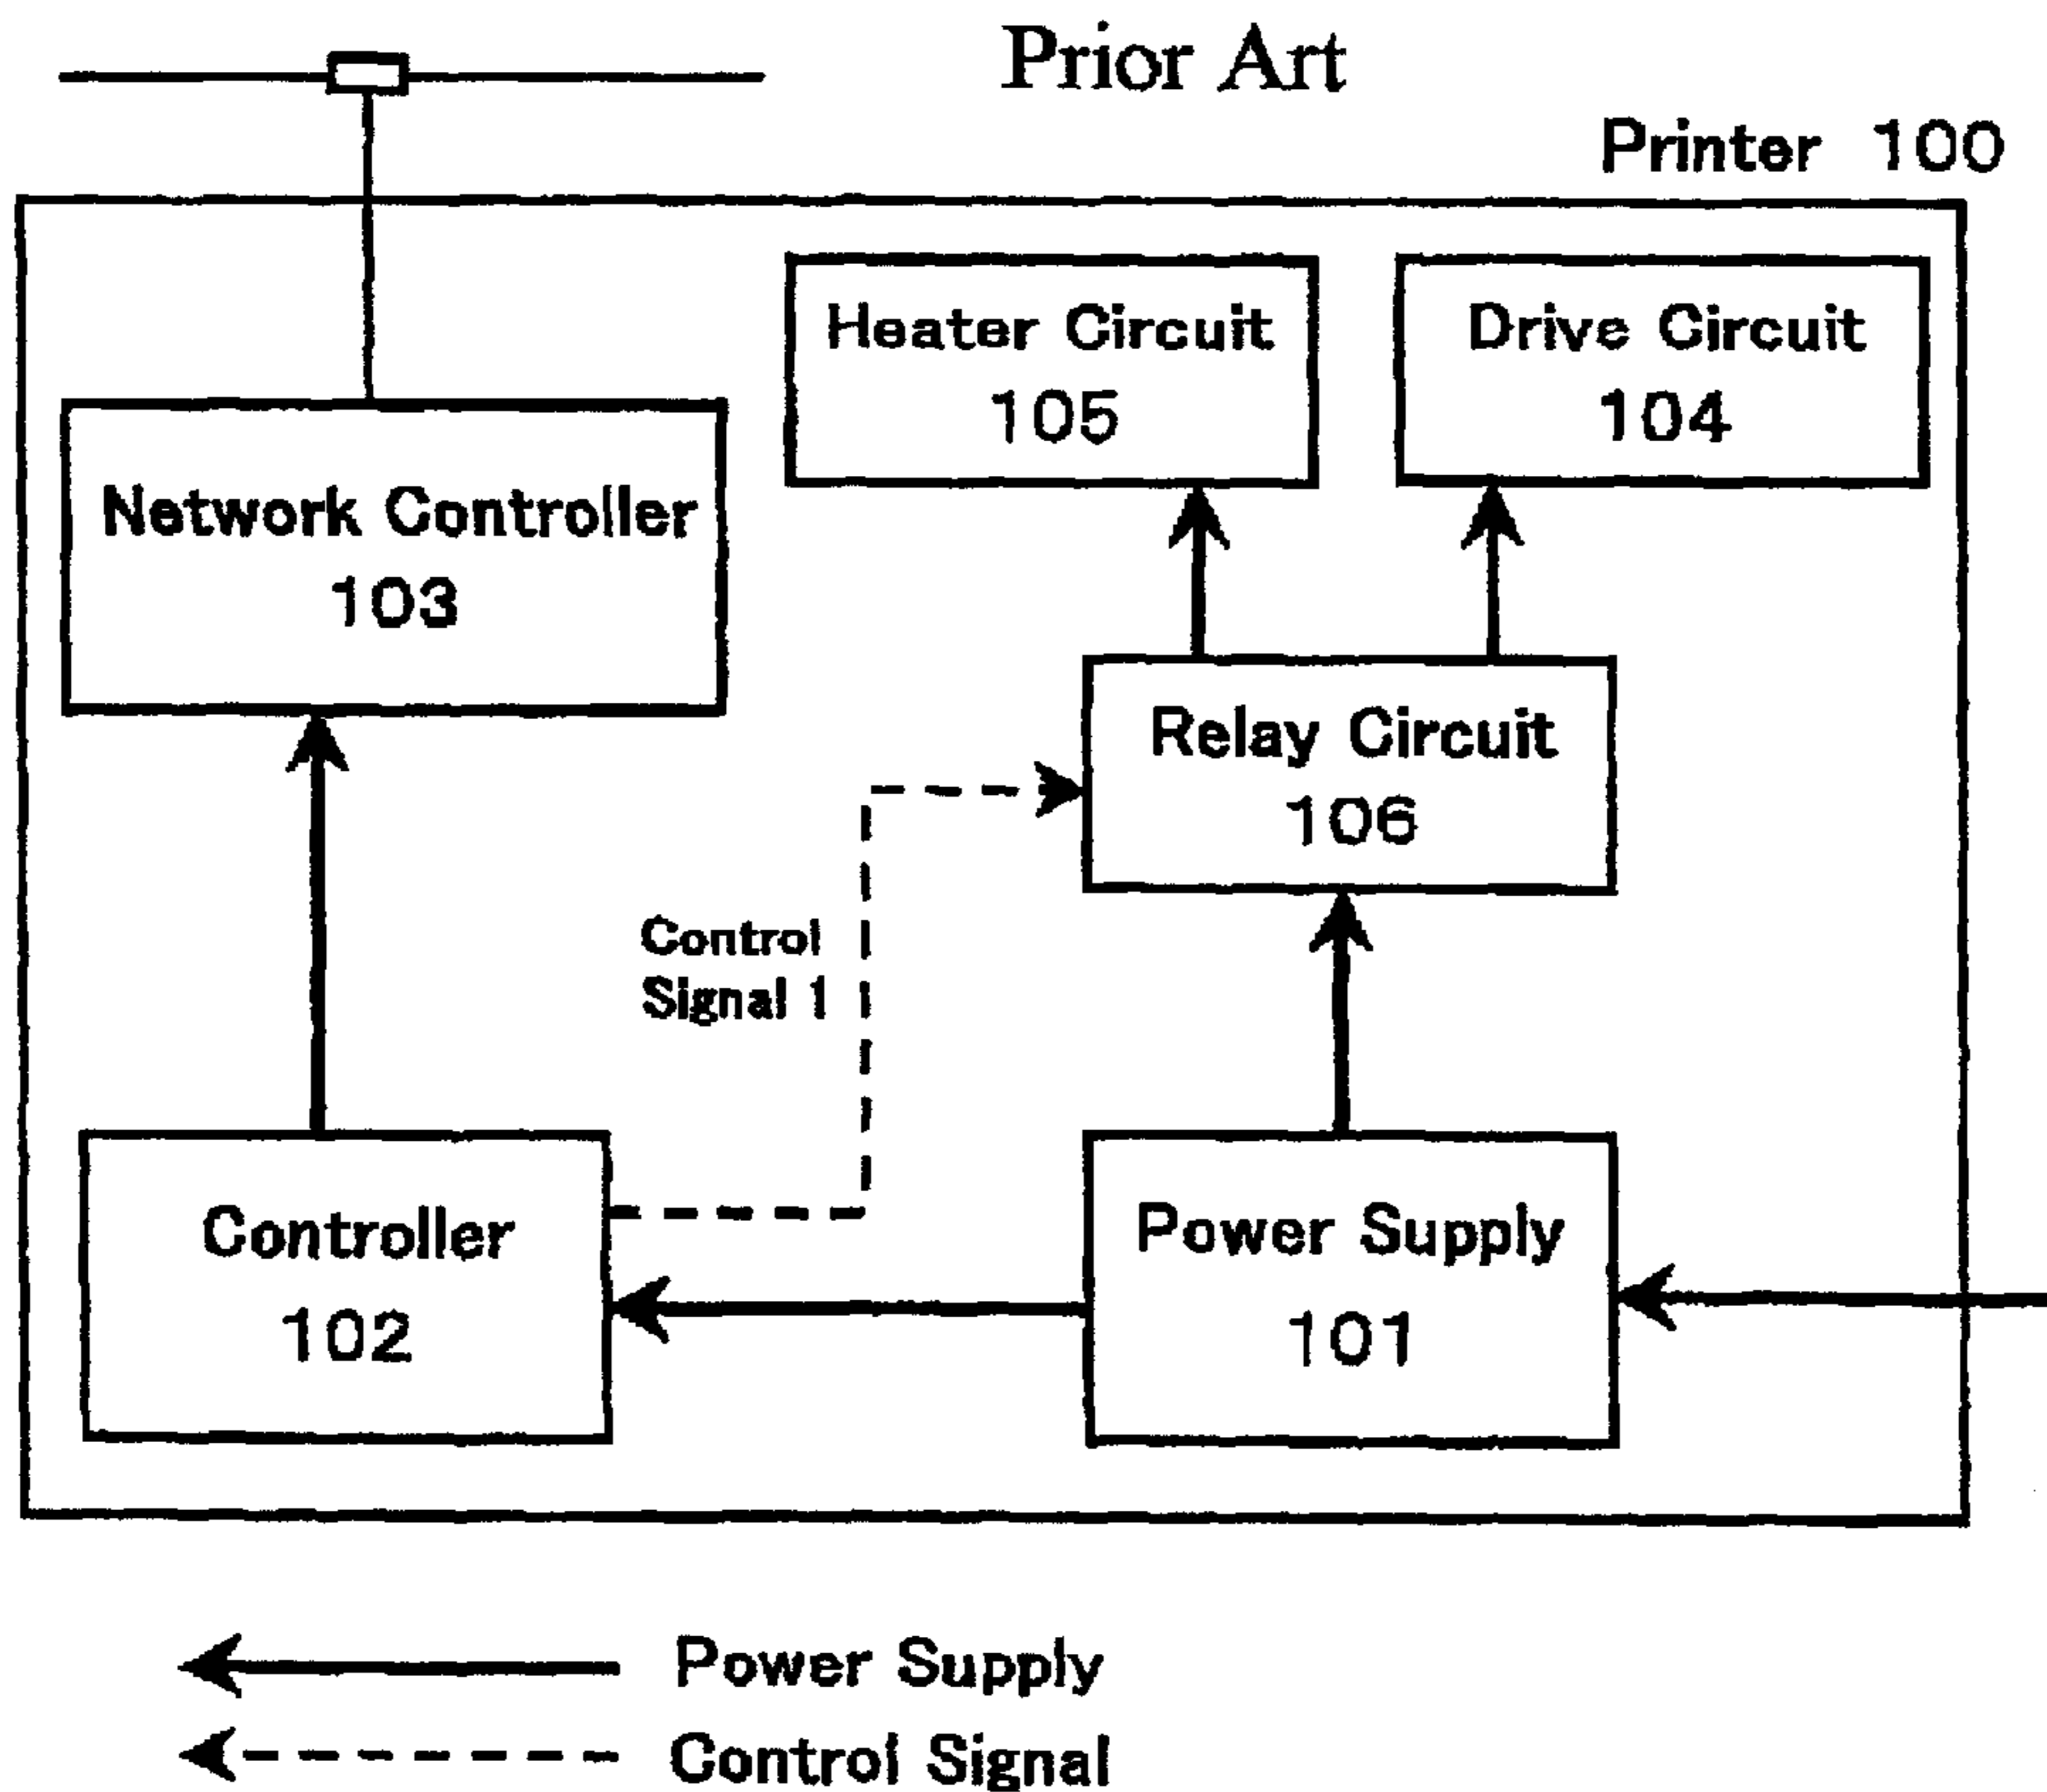 Prior Art
Printer 100
Heater Circuit
105
Drive Circuit
104
Network Controller
103
Relay Circuit
106
Control
Signal 1
Controller
102
Power Supply
101
Power Supply
Control Signal